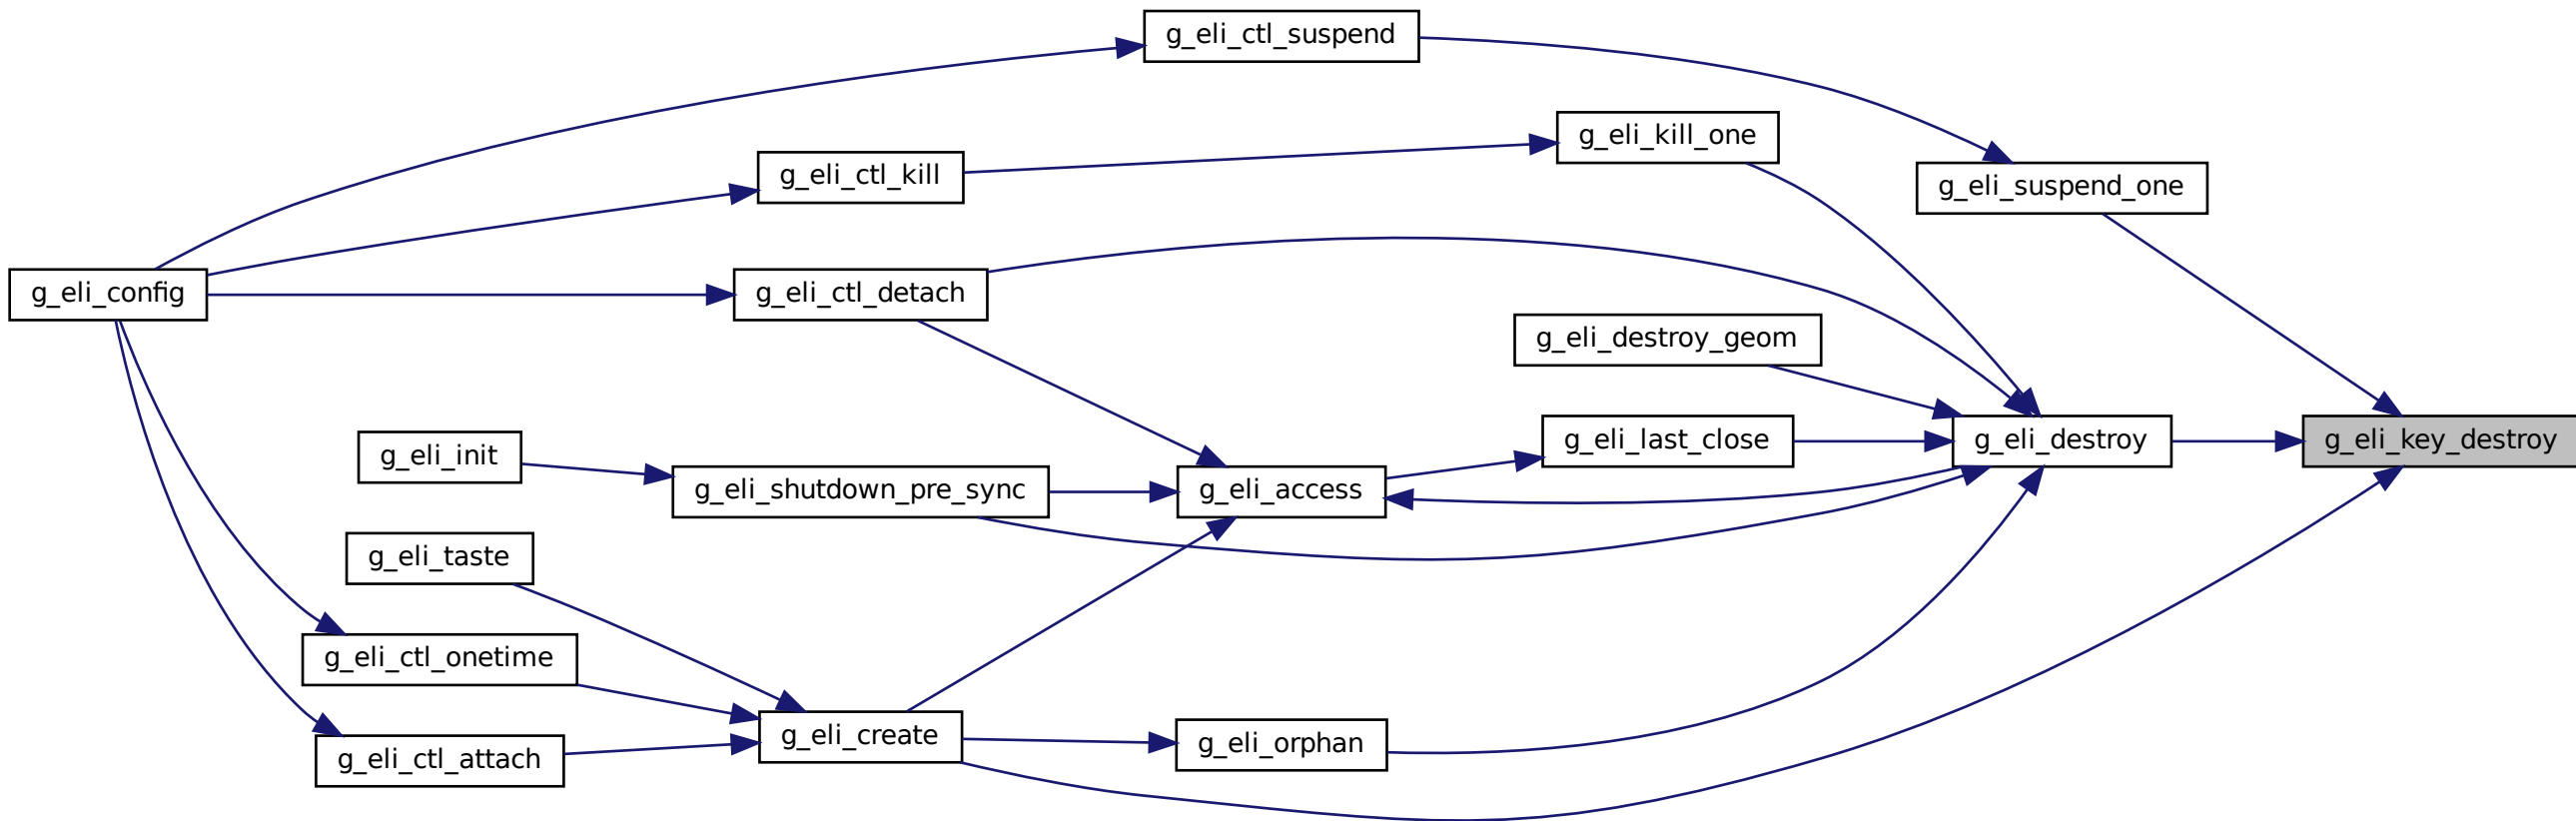 g_eli_ctl_suspend
g_eli_kill_one
g_eli_ctl_kill
g_eli_suspend_one
g_eli_config
g_eli_ctl_detach
g_eli_destroy_geom
g_eli_init
g_eli_last_close
g_eli_destroy
g_eli_key_destroy
g_eli_shutdown_pre_sync
g_eli_access
g_eli_taste
g_eli_ctl_onetime
g_eli_create
g_eli_orphan
g_eli_ctl_attach